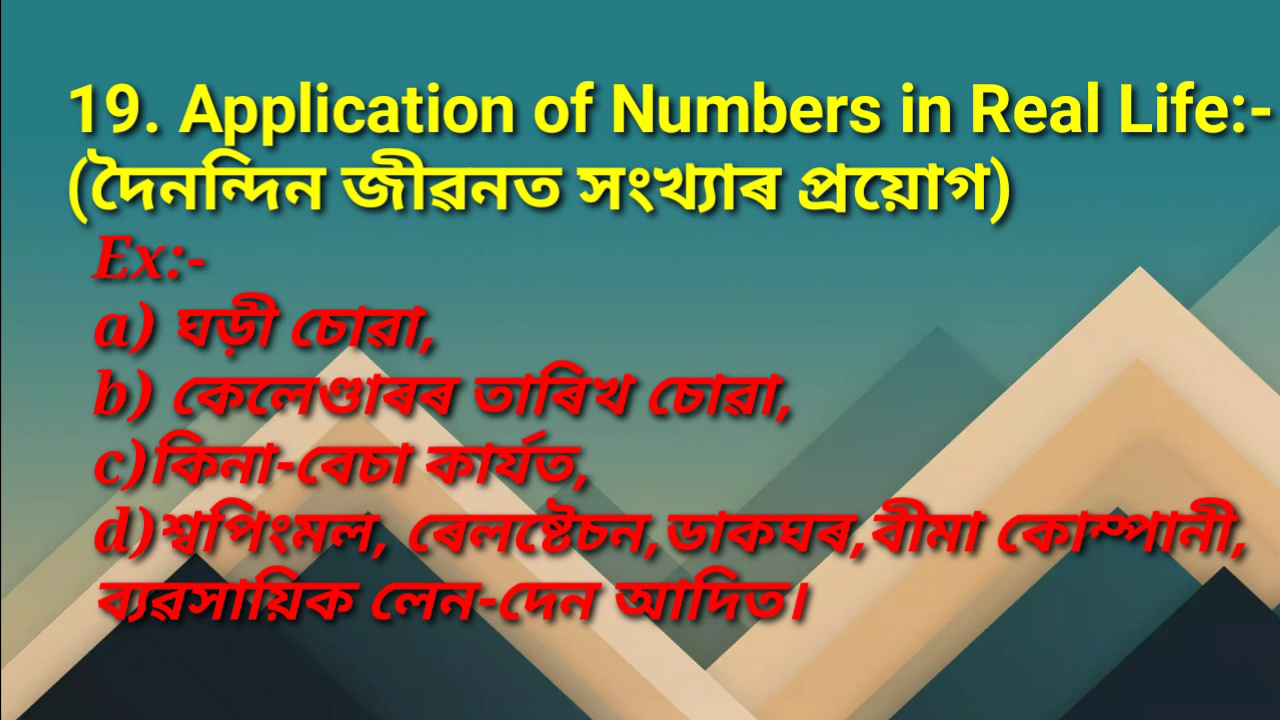 19. Application of Numbers in Real Life:-
(দৈনন্দিন জীৱনত সংখ্যাৰ প্ৰয়োগ)
Ex:-
a) ঘড়ী চোৱা,
b) কেলেণ্ডাৰৰ তাৰিখ চোৱা,
c)কিনা-বেচা কাৰ্যত,
d)শ্বপিংমল, ৰেলষ্টেচন,ডাকঘৰ,বীমা কোম্পানী,
ব্যৱসায়িক লেন-দেন আদিত।